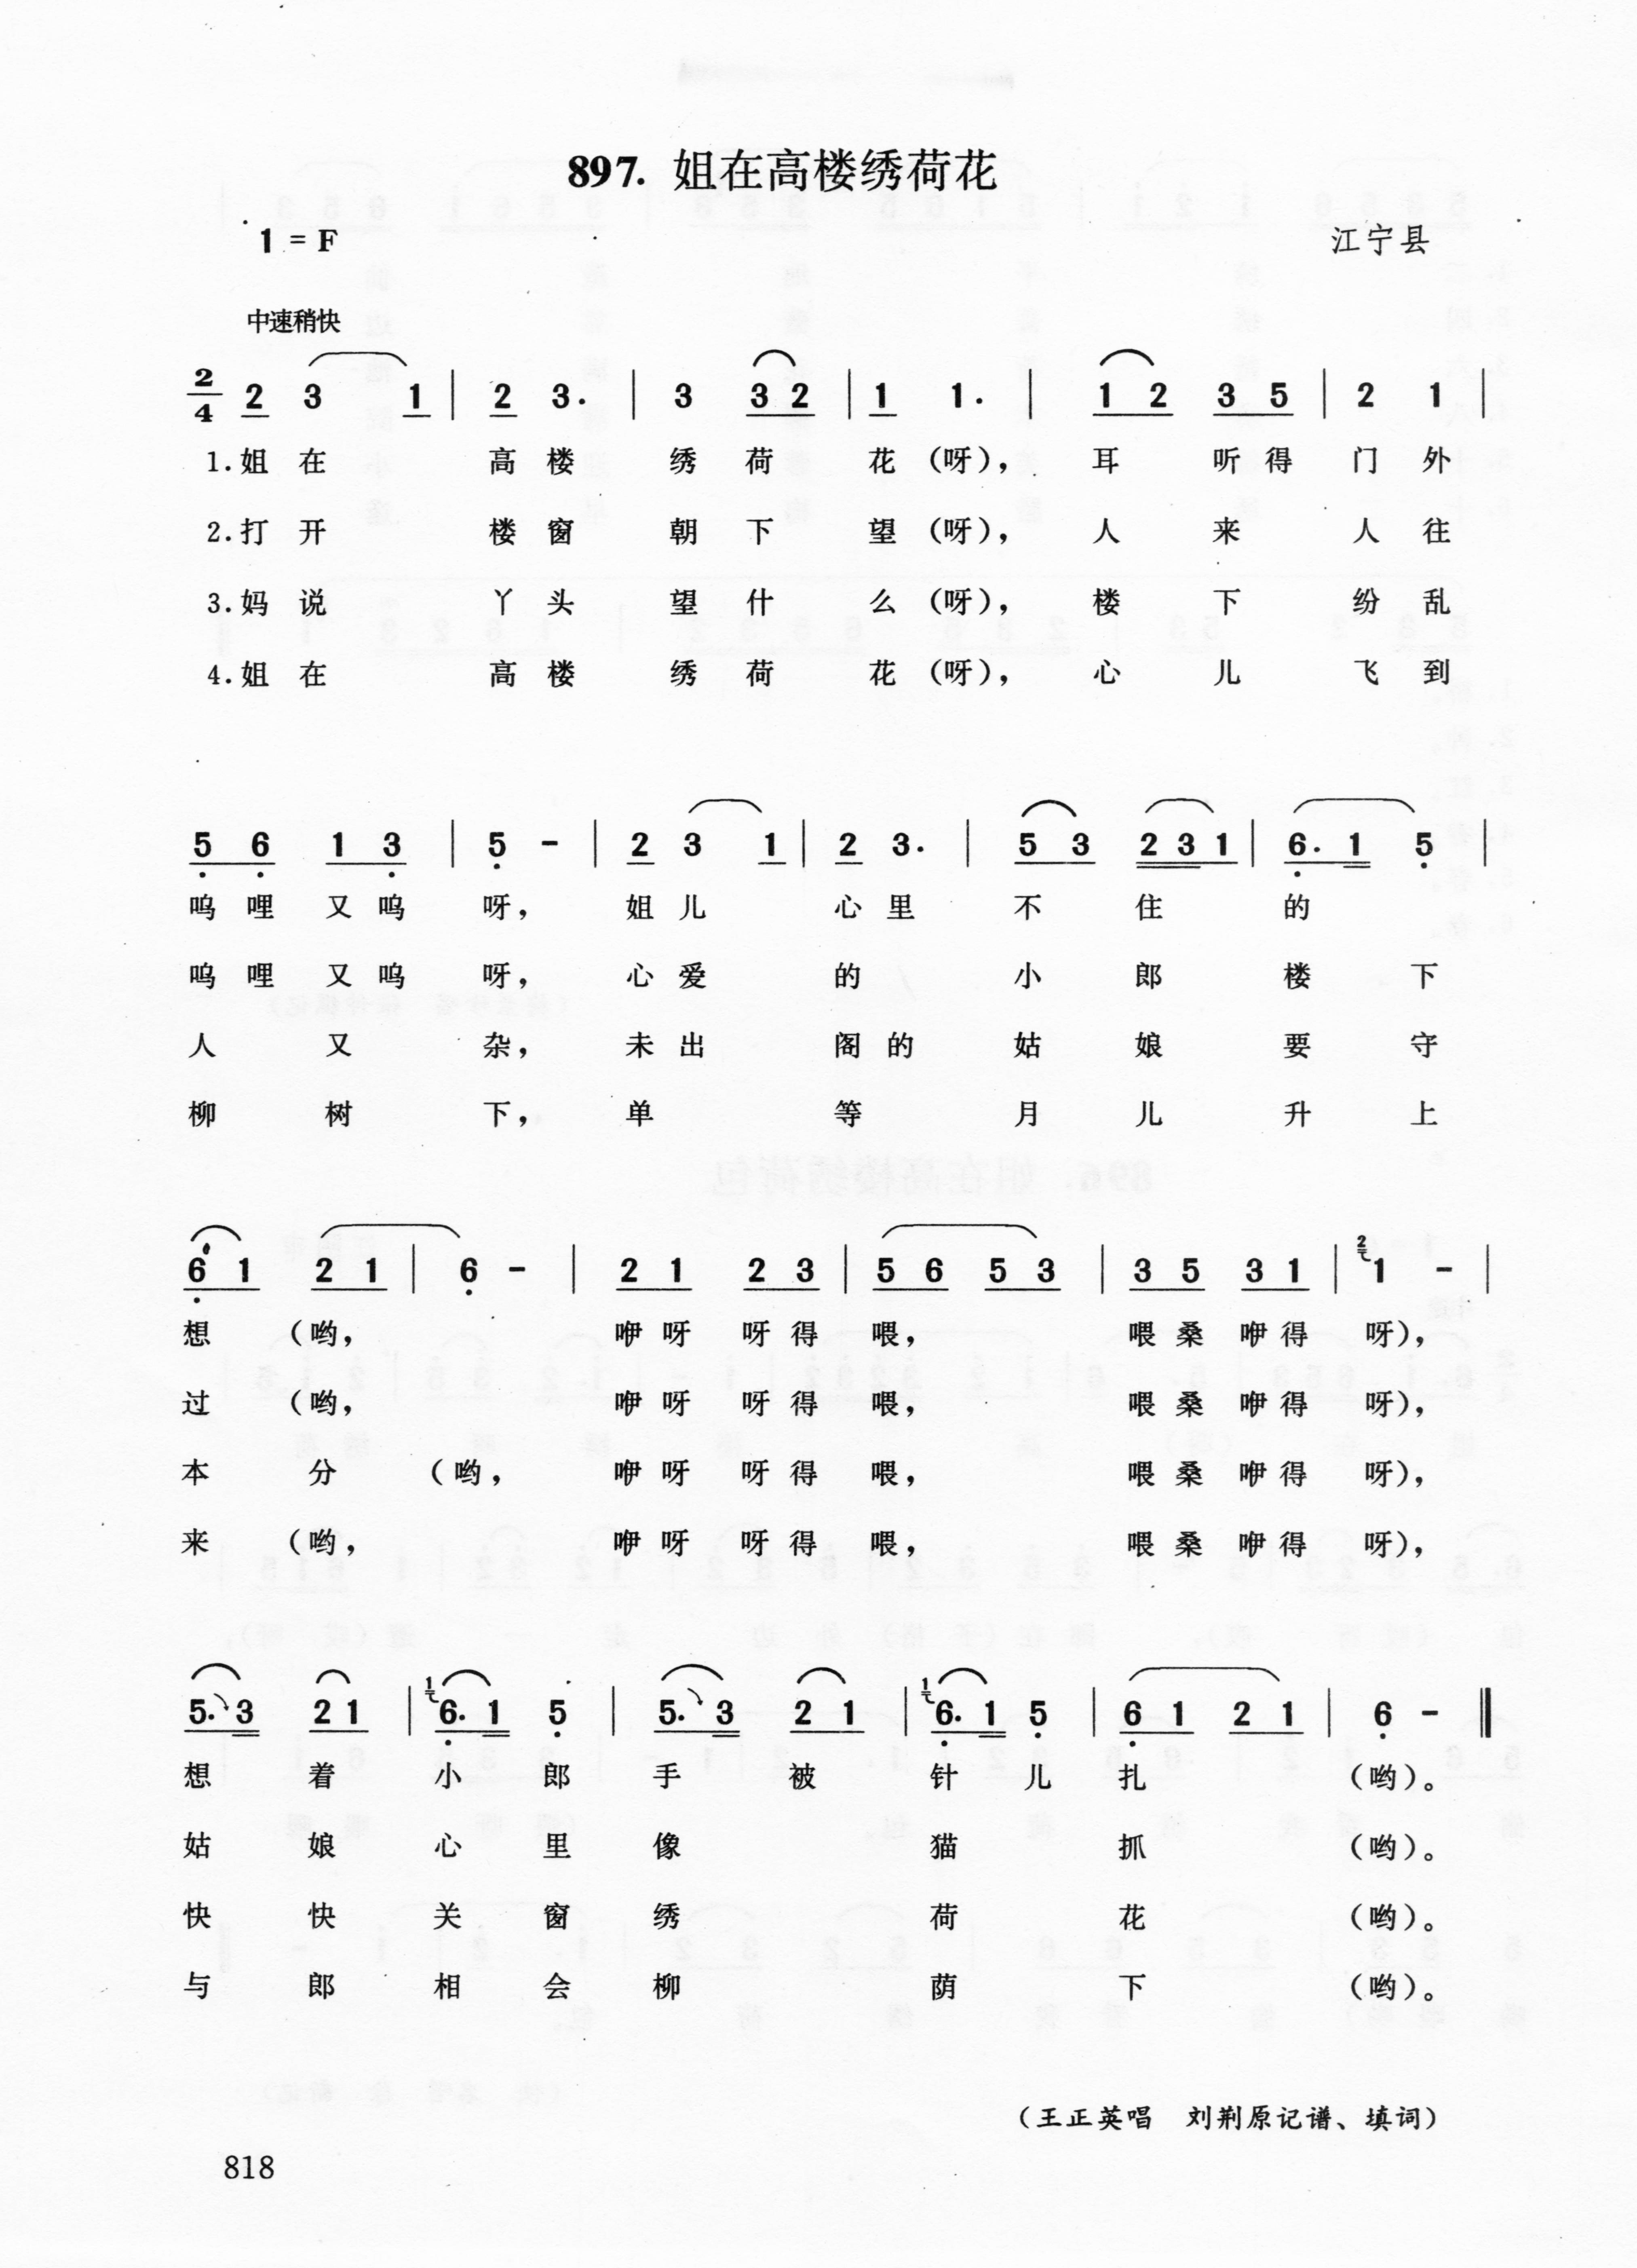 897. 姐在高楼绣荷花
1 = F
江宁县
中速稍快
2/4 2 3 1 | 2 3. | 3 3 2 | 1 1. | 1 2 3 5 | 2 1 |
1.姐 在 高 楼 绣 荷 花 (呀), 耳 听 得 门 外
2.打 开 楼 窗 朝 下 望 (呀), 人 来 人 往
3.妈 说 丫 头 望 什 么 (呀), 楼 下 纷 乱
4.姐 在 高 楼 绣 荷 花 (呀), 心 儿 飞 到
5 6 1 3 | 5 - | 2 3 1 | 2 3. | 5 3 2 3 1 | 6. 1 5 |
呜 哩 又 呜 呀, 姐 儿 心 里 不 住 的
呜 哩 又 呜 呀, 心 爱 的 小 郎 楼 下
人 又 杂, 未 出 阁 的 姑 娘 要 守
柳 树 下, 单 等 月 儿 升 上
6 1 2 1 | 6 - | 2 1 2 3 | 5 6 5 3 | 3 5 3 1 | 2 1 - |
想 (哟, 咿 呀 呀 得 喂, 喂 桑 咿 得 呀),
过 (哟, 咿 呀 呀 得 喂, 喂 桑 咿 得 呀),
本 分 (哟, 咿 呀 呀 得 喂, 喂 桑 咿 得 呀),
来 (哟, 咿 呀 呀 得 喂, 喂 桑 咿 得 呀),
5. 3 2 1 | 1 6. 1 5 | 5. 3 2 1 | 1 6. 1 5 | 6 1 2 1 | 6 - ‖
想 着 小 郎 手 被 针 儿 扎 (哟)。
姑 娘 心 里 像 猫 抓 (哟)。
快 快 关 窗 绣 荷 花 (哟)。
与 郎 相 会 柳 荫 下 (哟)。
(王正英唱 刘荆原记谱、填词)
818